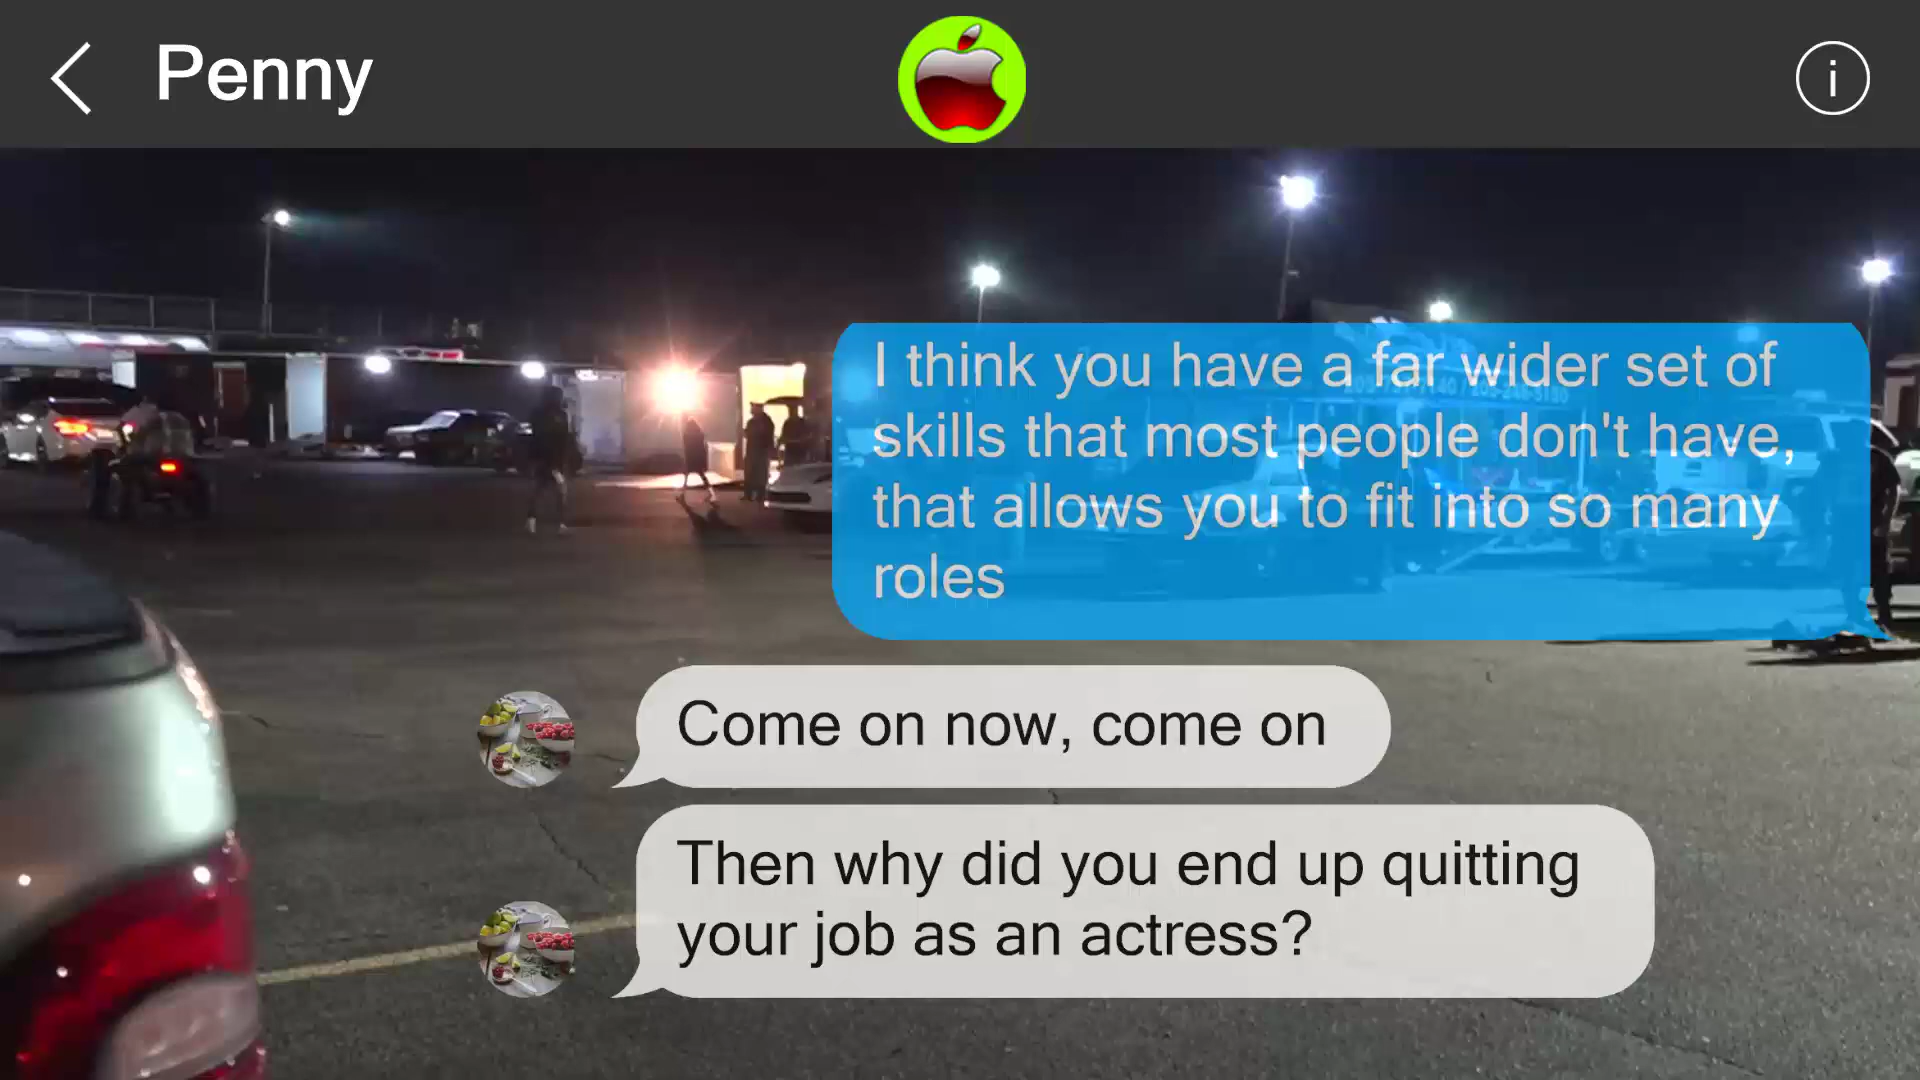 Penny
i
I think you have a far wider set of
skills that most people don't have,
that allows you to fit into so many
roles
Come on now, come on
Then why did you end up quitting
your job as an actress?